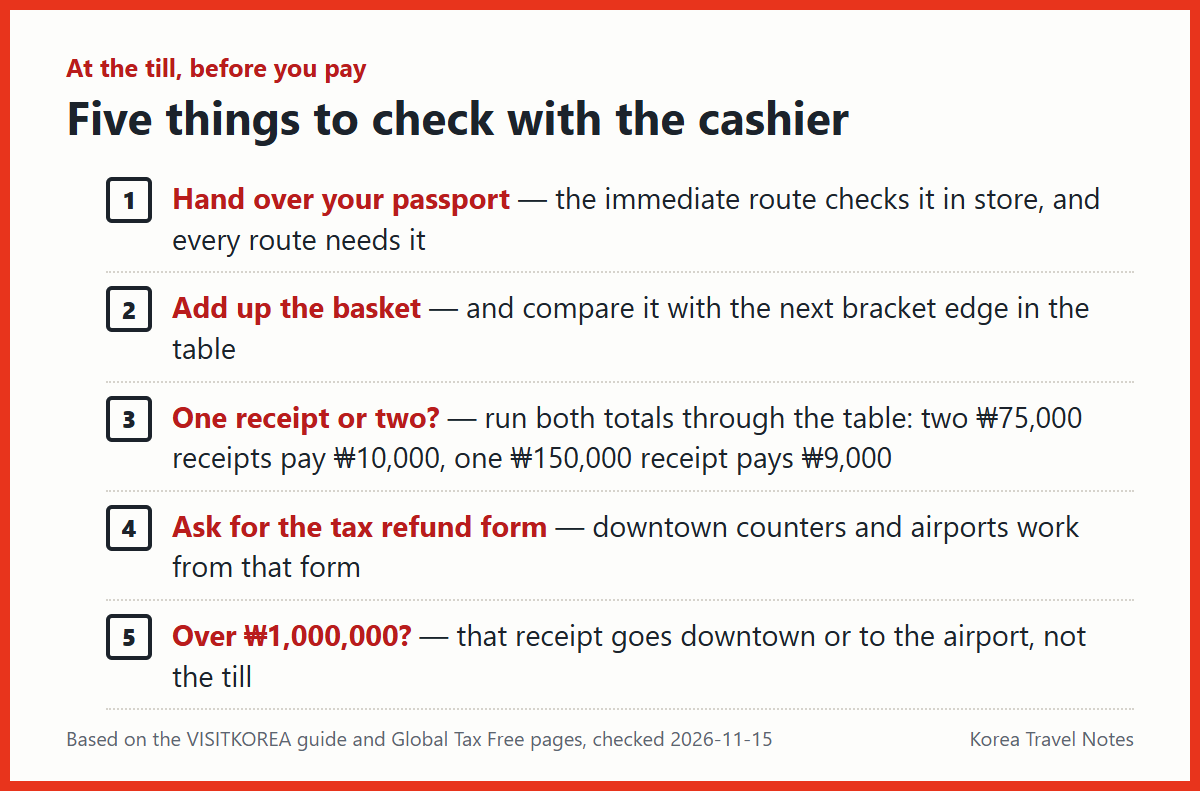 At the till, before you pay
Five things to check with the cashier
1
Hand over your passport — the immediate route checks it in store, and
every route needs it
2
Add up the basket — and compare it with the next bracket edge in the
table
3
One receipt or two? — run both totals through the table: two ₩75,000
receipts pay ₩10,000, one ₩150,000 receipt pays ₩9,000
4
Ask for the tax refund form — downtown counters and airports work
from that form
5
Over ₩1,000,000? — that receipt goes downtown or to the airport, not
the till
Based on the VISITKOREA guide and Global Tax Free pages, checked 2026-11-15
Korea Travel Notes